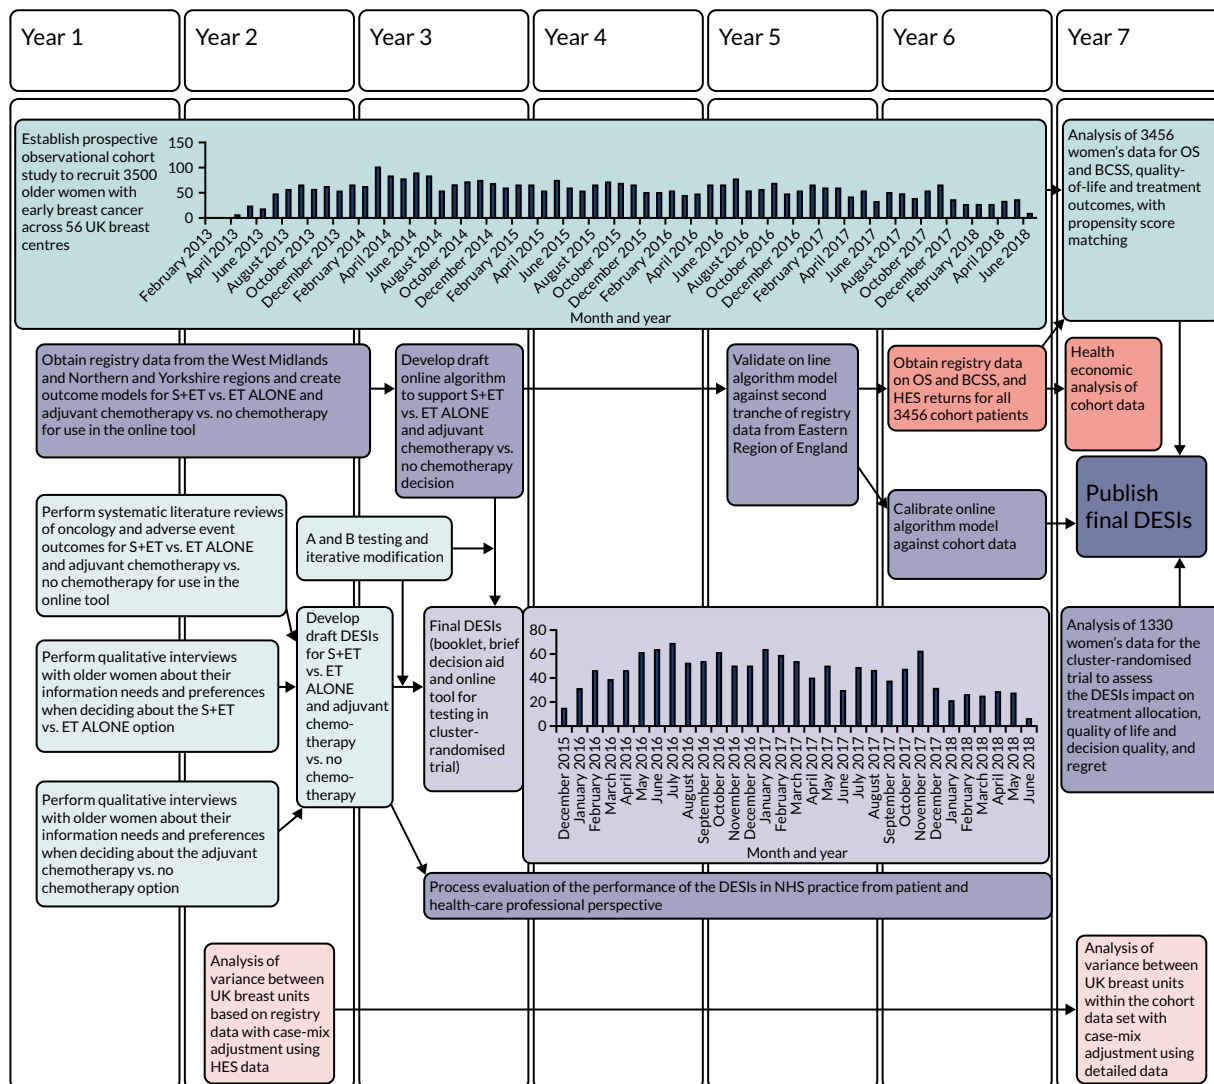 Year 1
Year 2
Year 3
Year 4
Year 5
Year 6
Year 7
Establish prospective
observational cohort
study to recruit 3500
older women with
early breast cancer
across 56 UK breast
centres
150
100
50
0
February 2013
April 2013
June 2013
August 2013
October 2013
December 2013
February 2014
April 2014
June 2014
August 2014
October 2014
December 2014
February 2015
April 2015
June 2015
August 2015
October 2015
December 2015
February 2016
April 2016
June 2016
August 2016
October 2016
December 2016
February 2017
April 2017
June 2017
August 2017
October 2017
December 2017
February 2018
April 2018
June 2018
Month and year
Analysis of 3456
women's data for OS
and BCSS, quality-
of-life and treatment
outcomes, with
propensity score
matching
Obtain registry data from the West Midlands
and Northern and Yorkshire regions and create
outcome models for S+ET vs. ET ALONE and
adjuvant chemotherapy vs. no chemotherapy
for use in the online tool
Develop draft
online algorithm
to support S+ET
vs. ET ALONE
and adjuvant
chemotherapy vs.
no chemotherapy
decision
Validate on line
algorithm model
against second
tranche of registry
data from Eastern
Region of England
Obtain registry data
on OS and BCSS, and
HES returns for all
3456 cohort patients
Health
economic
analysis of
cohort data
Calibrate online
algorithm model
against cohort data
Publish
final DESIs
Perform systematic literature reviews
of oncology and adverse event
outcomes for S+ET vs. ET ALONE
and adjuvant chemotherapy vs.
no chemotherapy for use in the
online tool
A and B testing and
iterative modification
Perform qualitative interviews
with older women about their
information needs and preferences
when deciding about the S+ET
vs. ET ALONE option
Perform qualitative interviews
with older women about their
information needs and preferences
when deciding about the adjuvant
chemotherapy vs. no
chemotherapy option
Develop
draft DESIs
for S+ET
vs. ET
ALONE
and adjuvant
chemo-
therapy
vs. no
chemo-
therapy
Final DESIs
(booklet, brief
decision aid
and online
tool for
testing in
cluster-
randomised
trial)
80
60
40
20
0
December 2015
January 2016
February 2016
March 2016
April 2016
May 2016
June 2016
July 2016
August 2016
September 2016
October 2016
November 2016
December 2016
January 2017
February 2017
March 2017
April 2017
May 2017
June 2017
July 2017
August 2017
September 2017
October 2017
November 2017
December 2017
January 2018
February 2018
March 2018
April 2018
May 2018
June 2018
Month and year
Analysis of 1330
women's data for the
cluster-randomised
trial to assess
the DESIs impact on
treatment allocation,
quality of life and
decision quality, and
regret
Process evaluation of the performance of the DESIs in NHS practice from patient and
health-care professional perspective
Analysis of
variance between
UK breast units
based on registry
data with case-mix
adjustment using
HES data
Analysis of
variance between
UK breast units
within the cohort
data set with
case-mix
adjustment using
detailed data